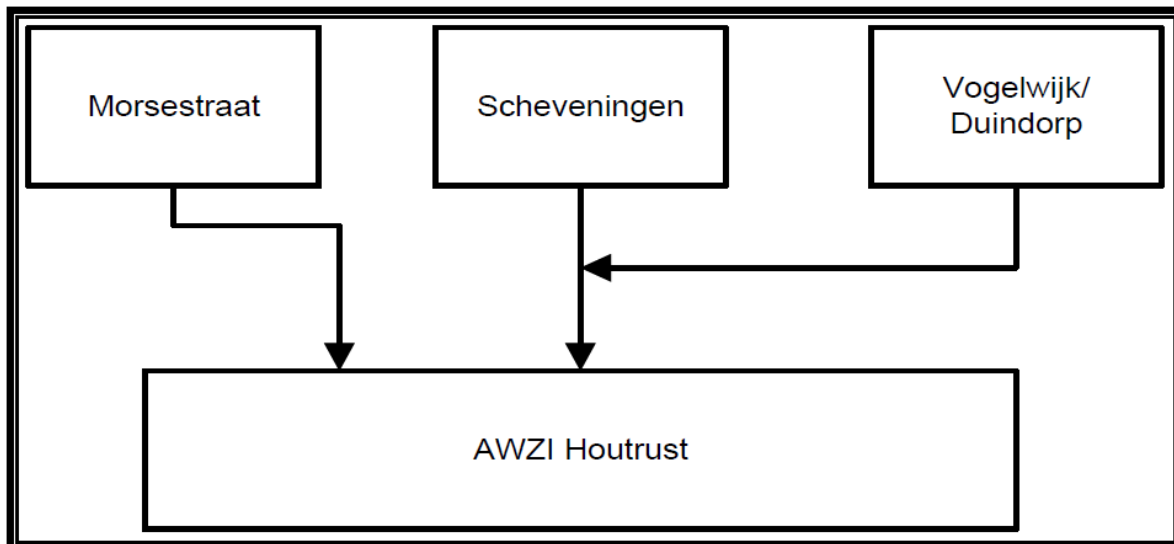 Morsestraat
Scheveningen
Vogelwijk/
Duindorp
AWZI Houtrust